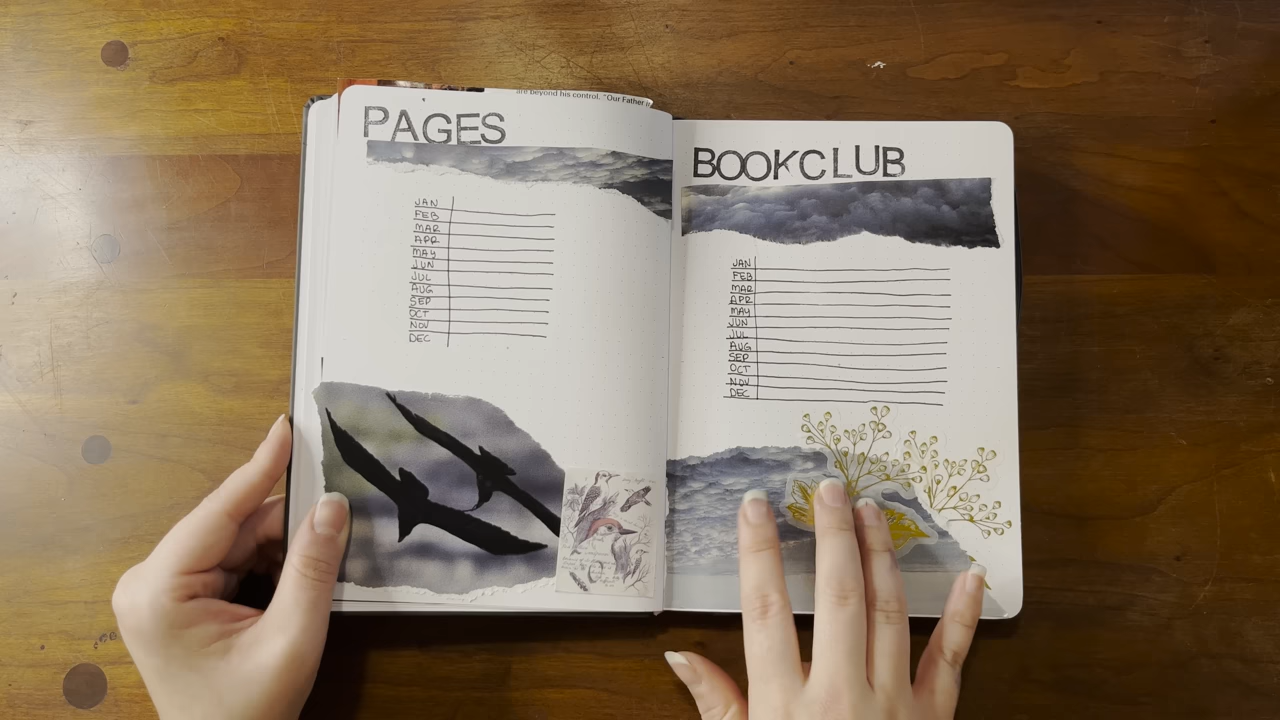 are beyond his control. "Our Father
PAGES
JAN
FEB
MAR
APR
MAY
JUN
JUL
AUG
SEP
OCT
NOV
DEC
BOOKCLUB
JAN
FEB
MAR
APR
MAY
JUN
JUL
AUG
SEP
OCT
NOV
DEC